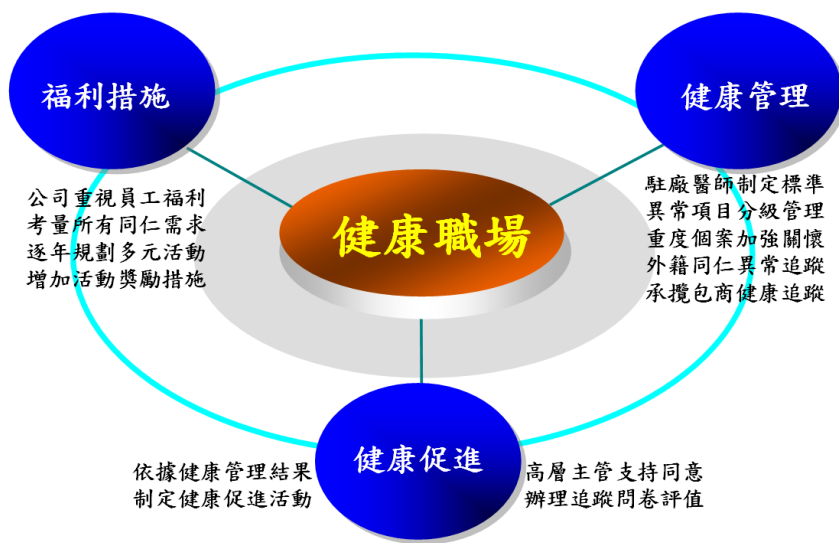 福利措施
健康管理
公司重視員工福利
考量所有同仁需求
逐年規劃多元活動
增加活動獎勵措施
健康職場
駐廠醫師制定標準
異常項目分級管理
重度個案加強關懷
外籍同仁異常追蹤
承攬包商健康追蹤
健康促進
依據健康管理結果
制定健康促進活動
高層主管支持同意
辦理追蹤問卷評值